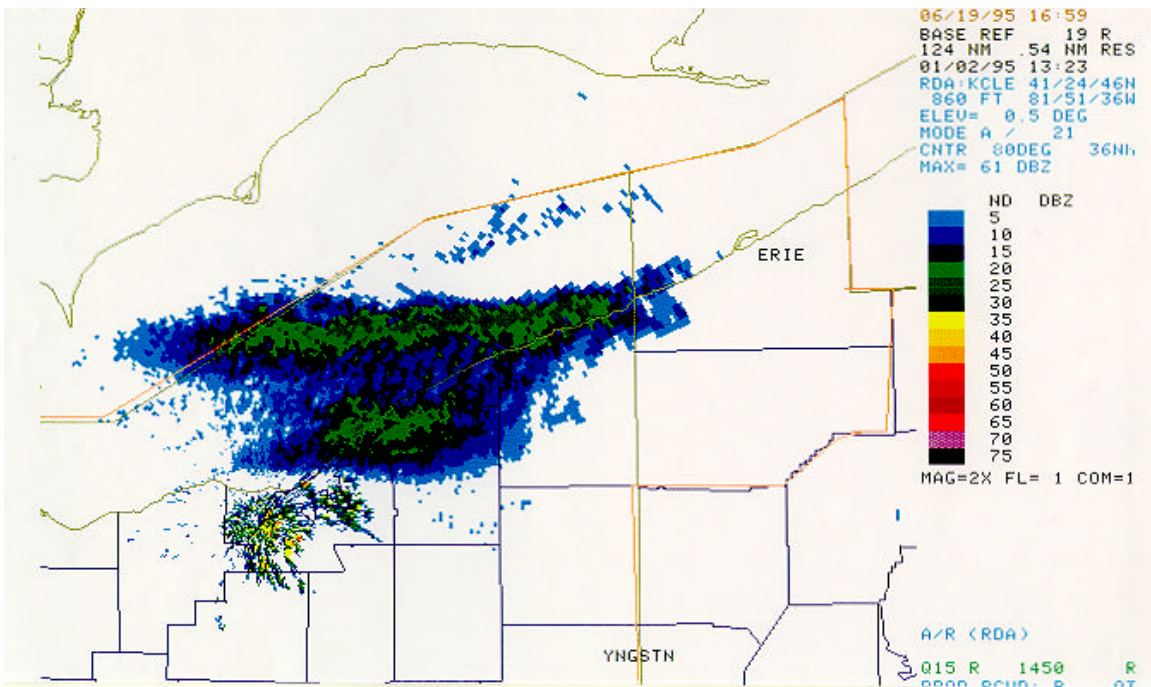 06/19/95 16:59
BASE REF 19 R
124 NM .54 NM RES
01/02/95 13:23
RDA:KCLE 41/24/46N
860 FT 81/51/36W
ELEV= 0.5 DEG
MODE A / 21
CNTR 80DEG 36NM
MAX= 61 DBZ
ND DBZ
5
10
15
20
25
30
35
40
45
50
55
60
65
70
75
MAG=2X FL= 1 COM=1
ERIE
YNGSTN
A/R (RDA)
Q15 R 1450 R